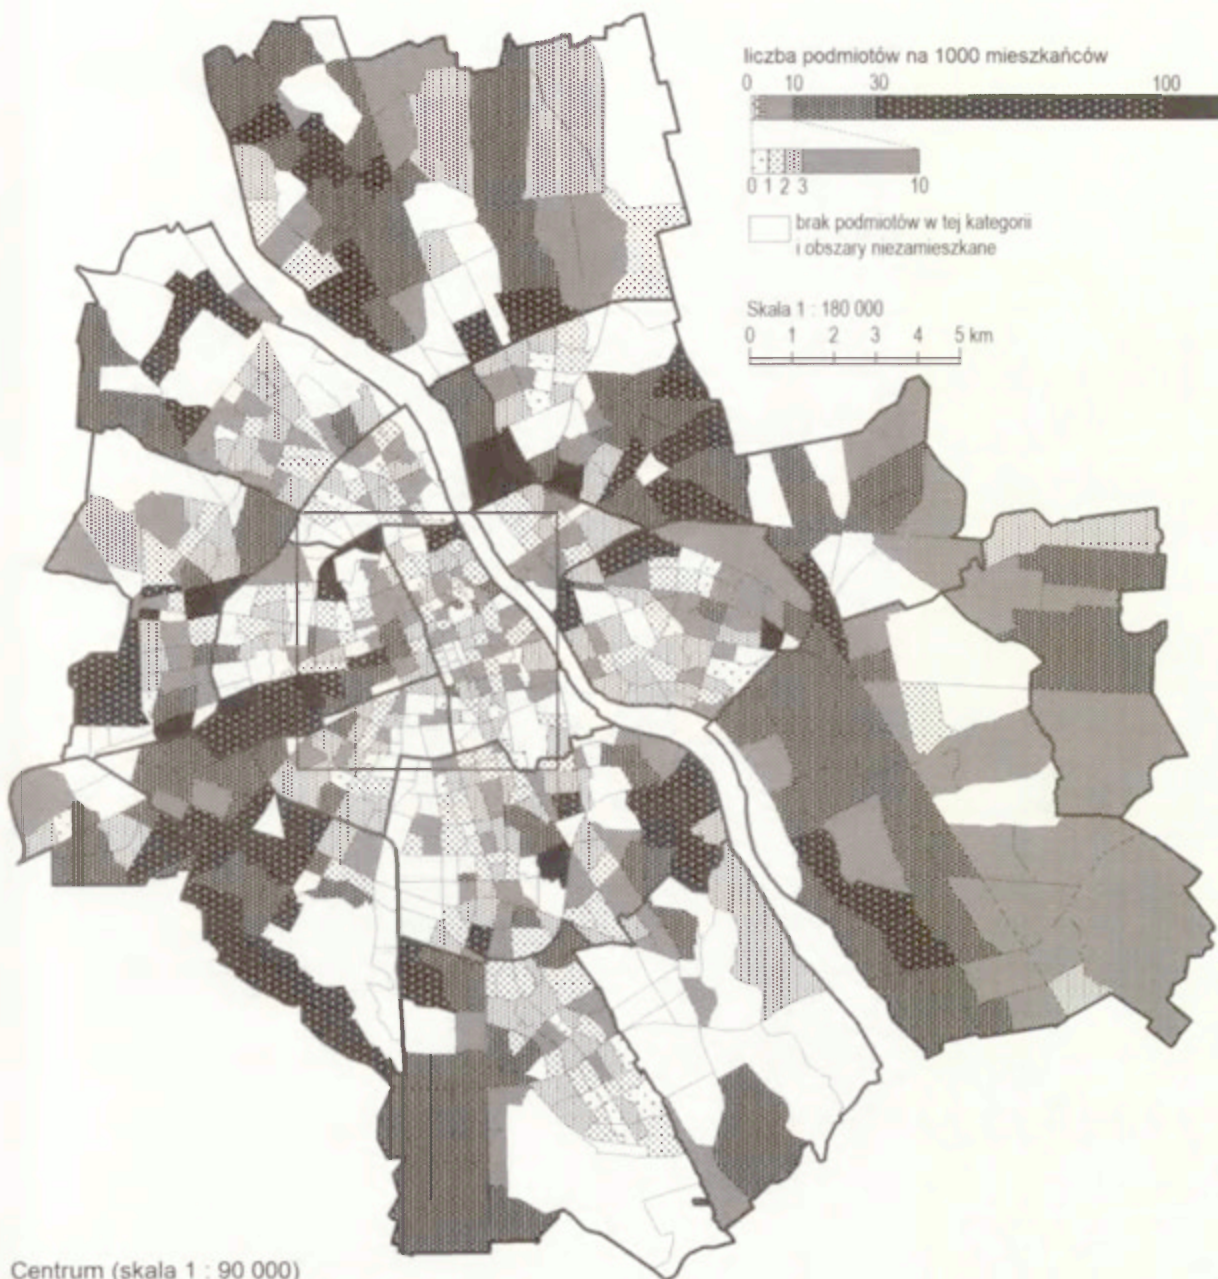 liczba podmiotów na 1000 mieszkańców
0 10 30 100
0 1 2 3 10
brak podmiotów w tej kategorii
i obszary niezamieszkane
Skala 1 : 180 000
0 1 2 3 4 5 km
Centrum (skala 1 : 90 000)